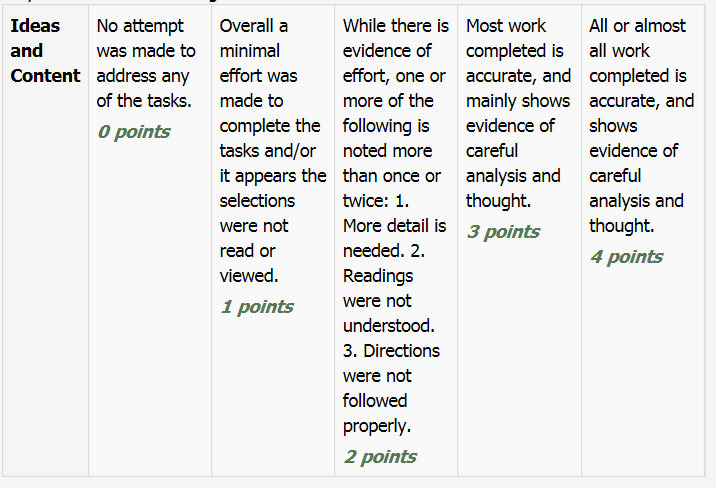 Ideas
and
Content
No attempt
was made to
address any
of the tasks.
0 points
Overall a
minimal
effort was
made to
complete the
tasks and/or
it appears the
selections
were not
read or
viewed.
1 points
While there is
evidence of
effort, one or
more of the
following is
noted more
than once or
twice: 1.
More detail is
needed. 2.
Readings
were not
understood.
3. Directions
were not
followed
properly.
2 points
Most work
completed is
accurate, and
mainly shows
evidence of
careful
analysis and
thought.
3 points
All or almost
all work
completed is
accurate, and
shows
evidence of
careful
analysis and
thought.
4 points